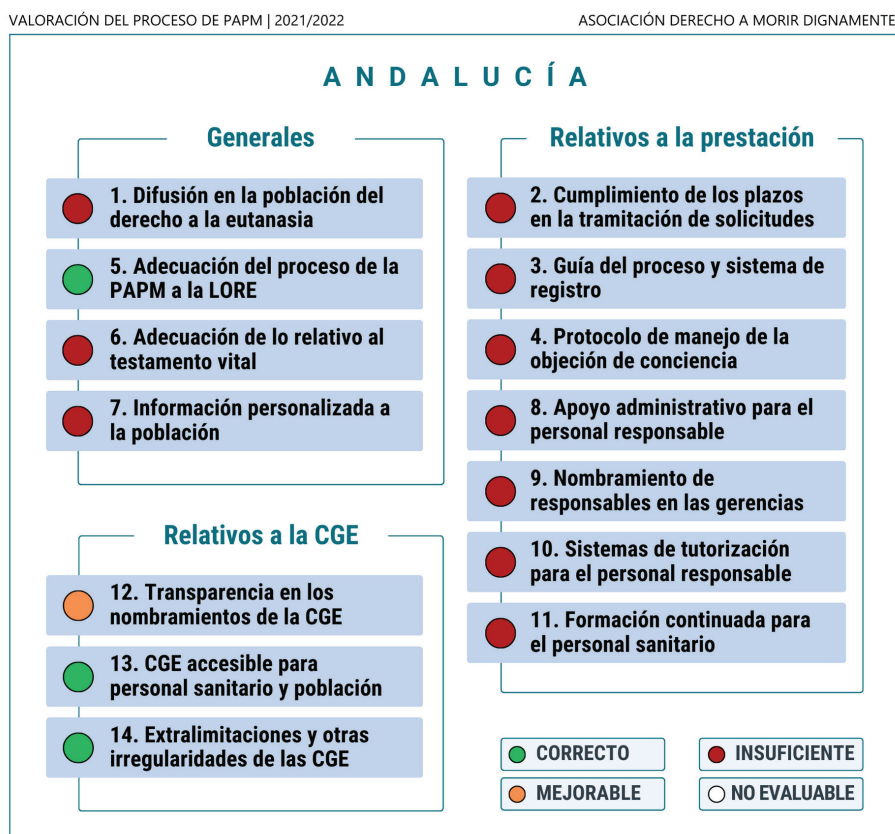 VALORACIÓN DEL PROCESO DE PAPM | 2021/2022
ASOCIACIÓN DERECHO A MORIR DIGNAMENTE
ANDALUCÍA
Generales
1. Difusión en la población del
derecho a la eutanasia
5. Adecuación del proceso de la
PAPM a la LORE
6. Adecuación de lo relativo al
testamento vital
7. Información personalizada a
la población
Relativos a la CGE
12. Transparencia en los
nombramientos de la CGE
13. CGE accesible para
personal sanitario y población
14. Extralimitaciones y otras
irregularidades de las CGE
Relativos a la prestación
2. Cumplimiento de los plazos
en la tramitación de solicitudes
3. Guía del proceso y sistema de
registro
4. Protocolo de manejo de la
objeción de conciencia
8. Apoyo administrativo para el
personal responsable
9. Nombramiento de
responsables en las gerencias
10. Sistemas de tutorización
para el personal responsable
11. Formación continuada para
el personal sanitario
CORRECTO
INSUFICIENTE
MEJORABLE
NO EVALUABLE